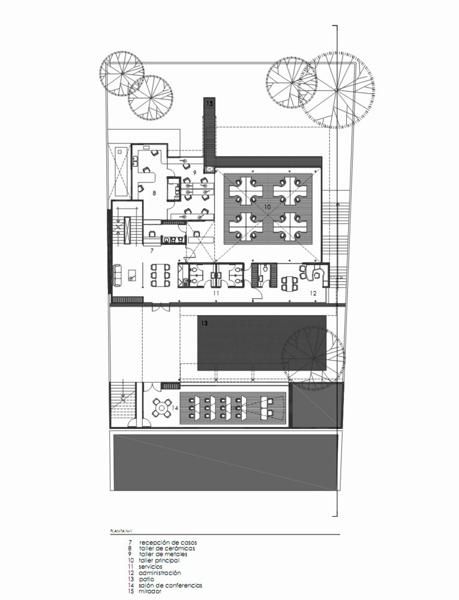 15
9
8
10
7
11
12
13
14
PLANTA N+1
7 recepción de casos
8 taller de cerámicas
9 taller de metales
10 taller principal
11 servicios
12 administración
13 patio
14 salón de conferencias
15 mirador